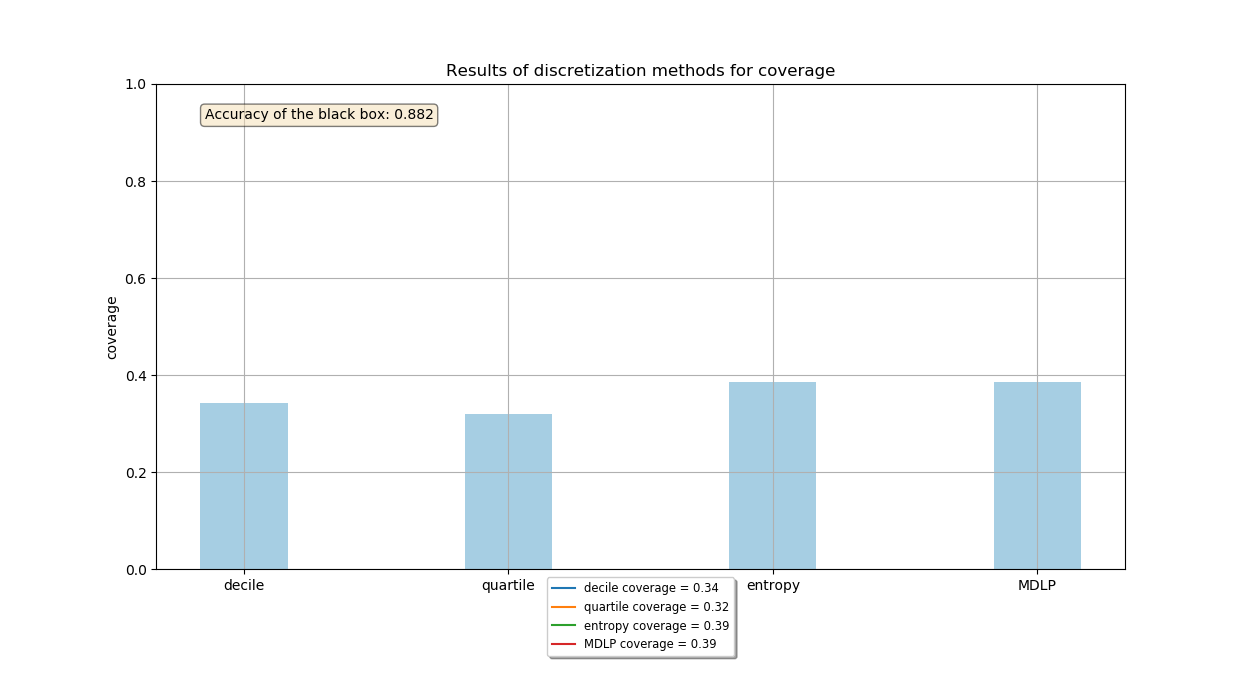 Results of discretization methods for coverage
1.0
Accuracy of the black box: 0.882
0.8
0.6
coverage
0.4
0.2
0.0
decile
quartile
entropy
MDLP
decile coverage = 0.34
quartile coverage = 0.32
entropy coverage = 0.39
MDLP coverage = 0.39